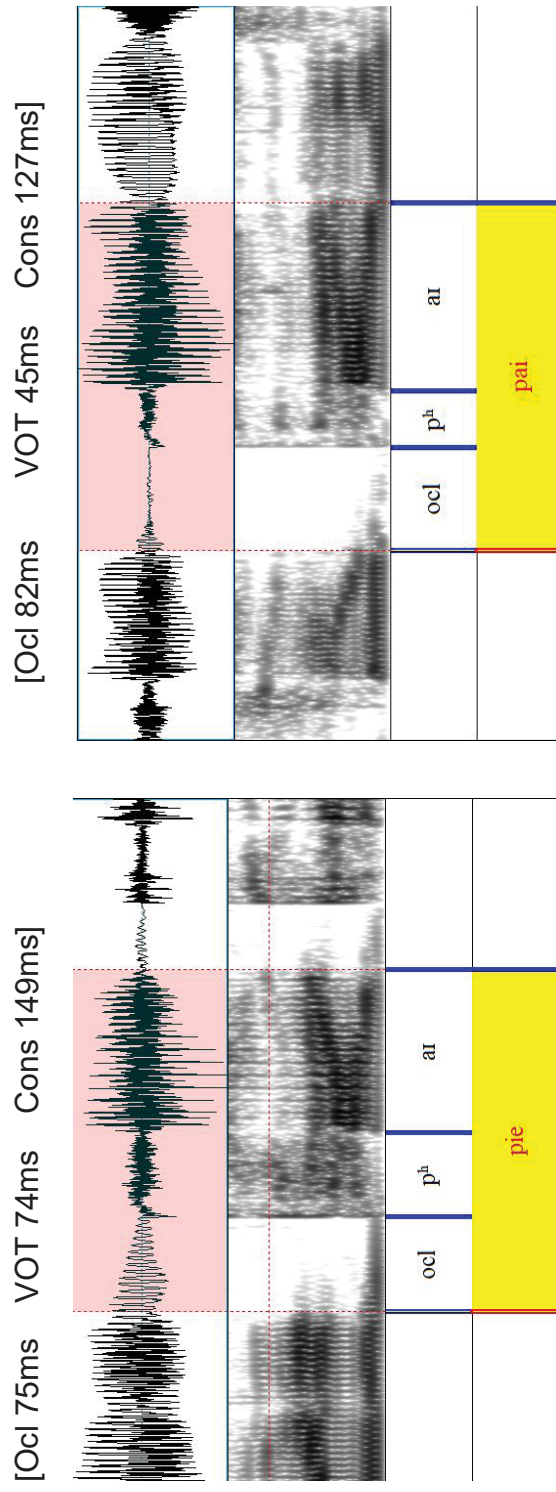 [Ocl 75ms VOT 74ms Cons 149ms]
ocl pʰ aɪ
pie
[Ocl 82ms VOT 45ms Cons 127ms]
ocl pʰ aɪ
pai